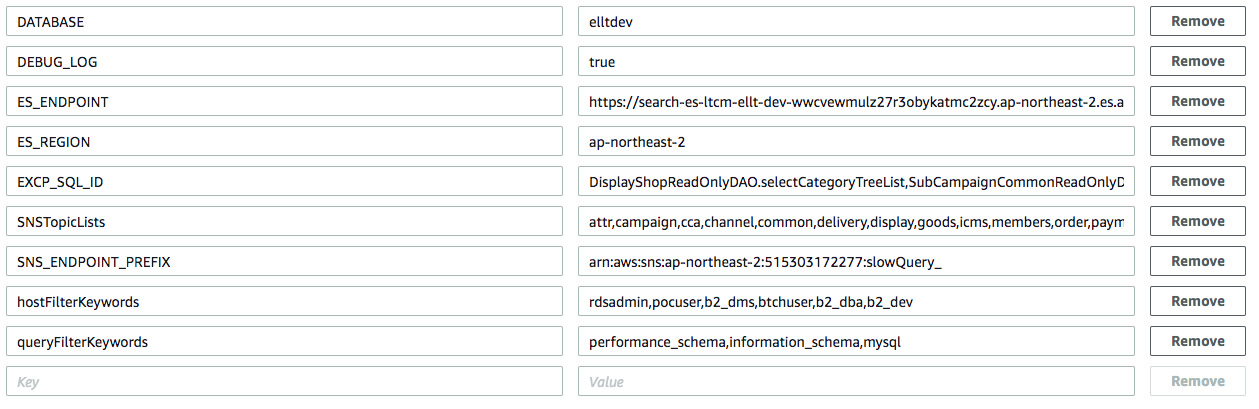 DATABASE elltdev Remove
DEBUG_LOG true Remove
ES_ENDPOINT https://search-es-ltcm-ellt-dev-wwcvewmulz27r3obykatmc2zcy.ap-northeast-2.es.a Remove
ES_REGION ap-northeast-2 Remove
EXCP_SQL_ID DisplayShopReadOnlyDAO.selectCategoryTreeList,SubCampaignCommonReadOnlyD Remove
SNSTopicLists attr,campaign,cca,channel,common,delivery,display,goods,icms,members,order,paym Remove
SNS_ENDPOINT_PREFIX arn:aws:sns:ap-northeast-2:515303172277:slowQuery_ Remove
hostFilterKeywords rdsadmin,pocuser,b2_dms,btchuser,b2_dba,b2_dev Remove
queryFilterKeywords performance_schema,information_schema,mysql Remove
Key Value Remove